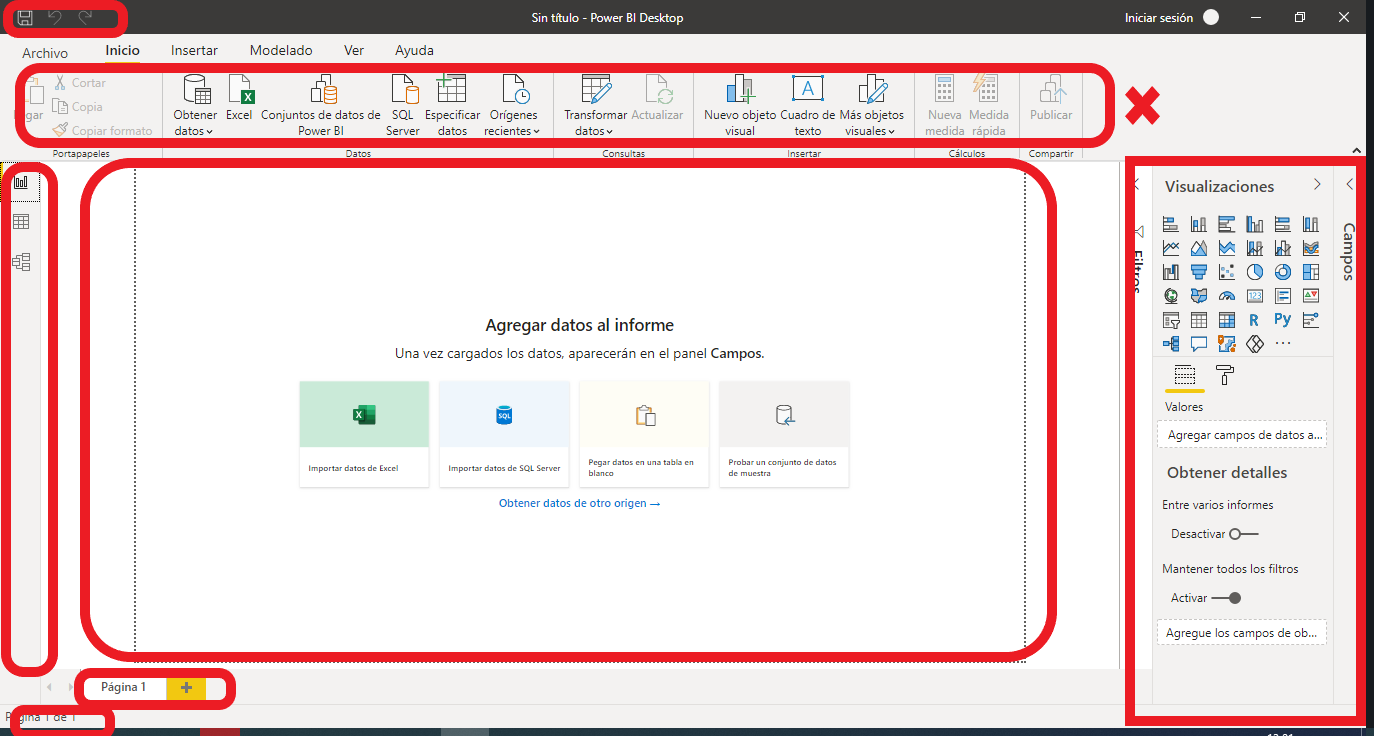 Sin título - Power BI Desktop
Iniciar sesión
Archivo
Inicio
Insertar
Modelado
Ver
Ayuda
Cortar
Copia
Copiar formato
Portapapeles
Obtener
datos
Excel
Conjuntos de datos de
Power BI
SQL
Server
Especificar
datos
Orígenes
recientes
Datos
Transformar
datos
Actualizar
Consultas
Nuevo objeto
visual
A
Cuadro de
texto
Más objetos
visuales
Insertar
Nueva
medida
Medida
rápida
Cálculos
Publicar
Compartir
Agregar datos al informe
Una vez cargados los datos, aparecerán en el panel Campos.
SQL
Importar datos de Excel
Importar datos de SQL Server
Pegar datos en una tabla en
blanco
Probar un conjunto de datos
de muestra
Obtener datos de otro origen →
Filtros
Visualizaciones
123
R
Py
...
Valores
Agregar campos de datos a...
Obtener detalles
Entre varios informes
Desactivar
Mantener todos los filtros
Activar
Agregue los campos de ob...
Campos
Página 1
+
Página 1 de 1